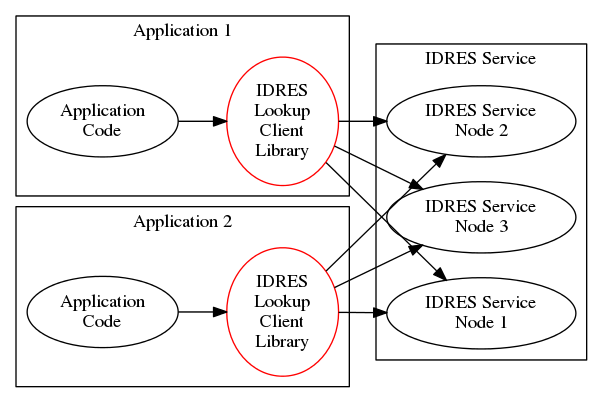 Application 1
Application
Code
IDRES
Lookup
Client
Library
Application 2
Application
Code
IDRES
Lookup
Client
Library
IDRES Service
IDRES Service
Node 2
IDRES Service
Node 3
IDRES Service
Node 1